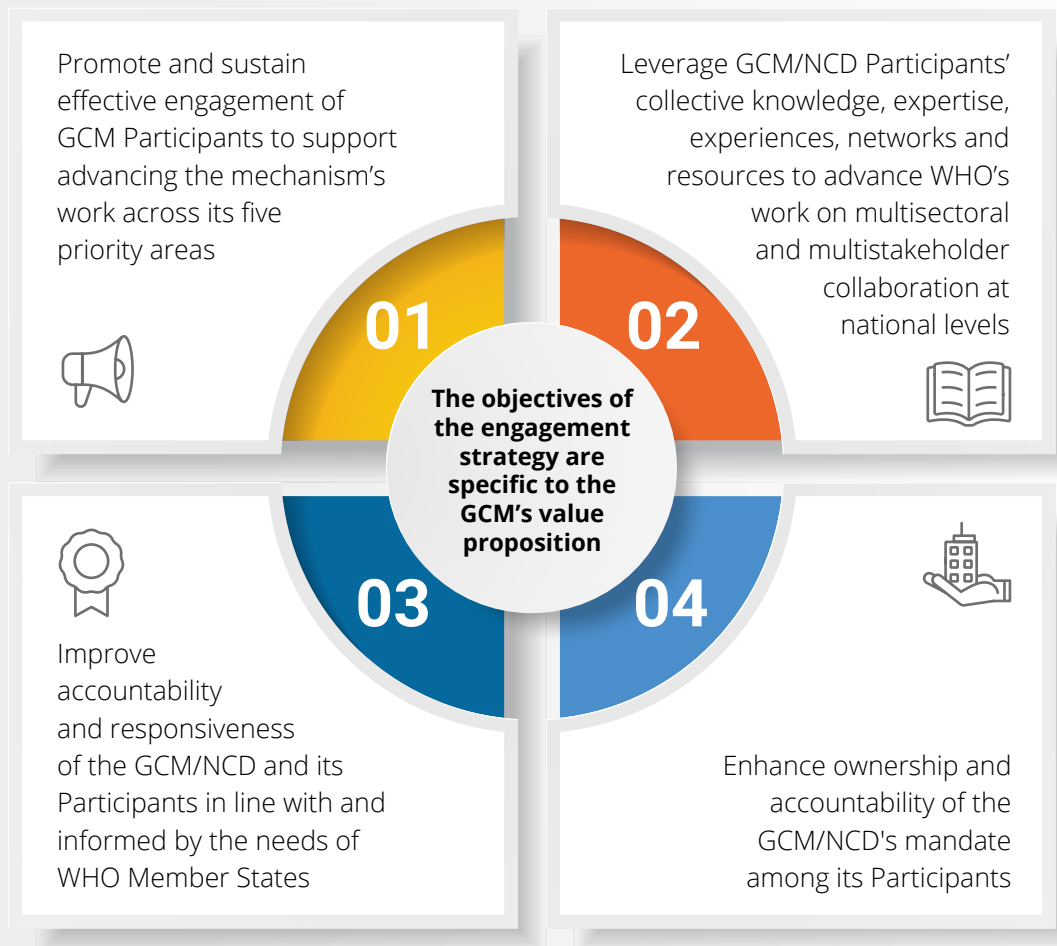 Promote and sustain
effective engagement of
GCM Participants to support
advancing the mechanism's
work across its five
priority areas
01
Leverage GCM/NCD Participants'
collective knowledge, expertise,
experiences, networks and
resources to advance WHO's
work on multisectoral
and multistakeholder
collaboration at
national levels
02
The objectives of
the engagement
strategy are
specific to the
GCM's value
proposition
03
Improve
accountability
and responsiveness
of the GCM/NCD and its
Participants in line with and
informed by the needs of
WHO Member States
04
Enhance ownership and
accountability of the
GCM/NCD's mandate
among its Participants